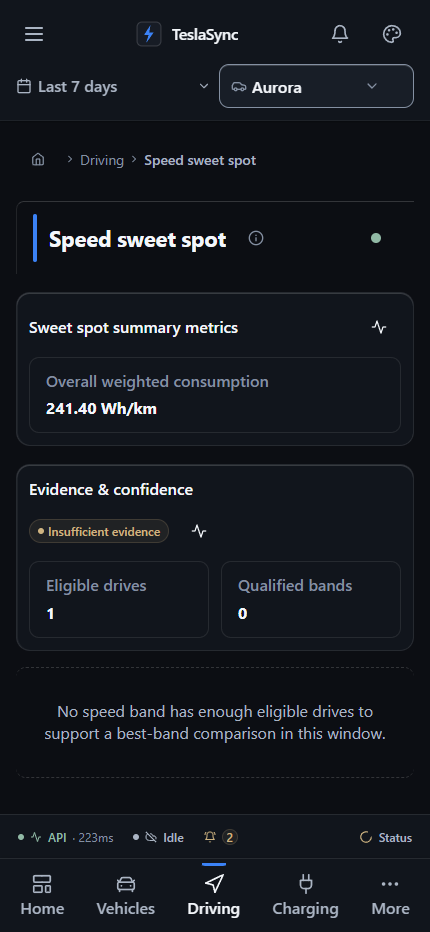 TeslaSync
Last 7 days
Aurora
Driving
Speed sweet spot
Speed sweet spot
Sweet spot summary metrics
Overall weighted consumption
241.40 Wh/km
Evidence & confidence
Insufficient evidence
Eligible drives
1
Qualified bands
0
No speed band has enough eligible drives to
support a best-band comparison in this window.
API · 223ms
Idle
2
Status
Home
Vehicles
Driving
Charging
More